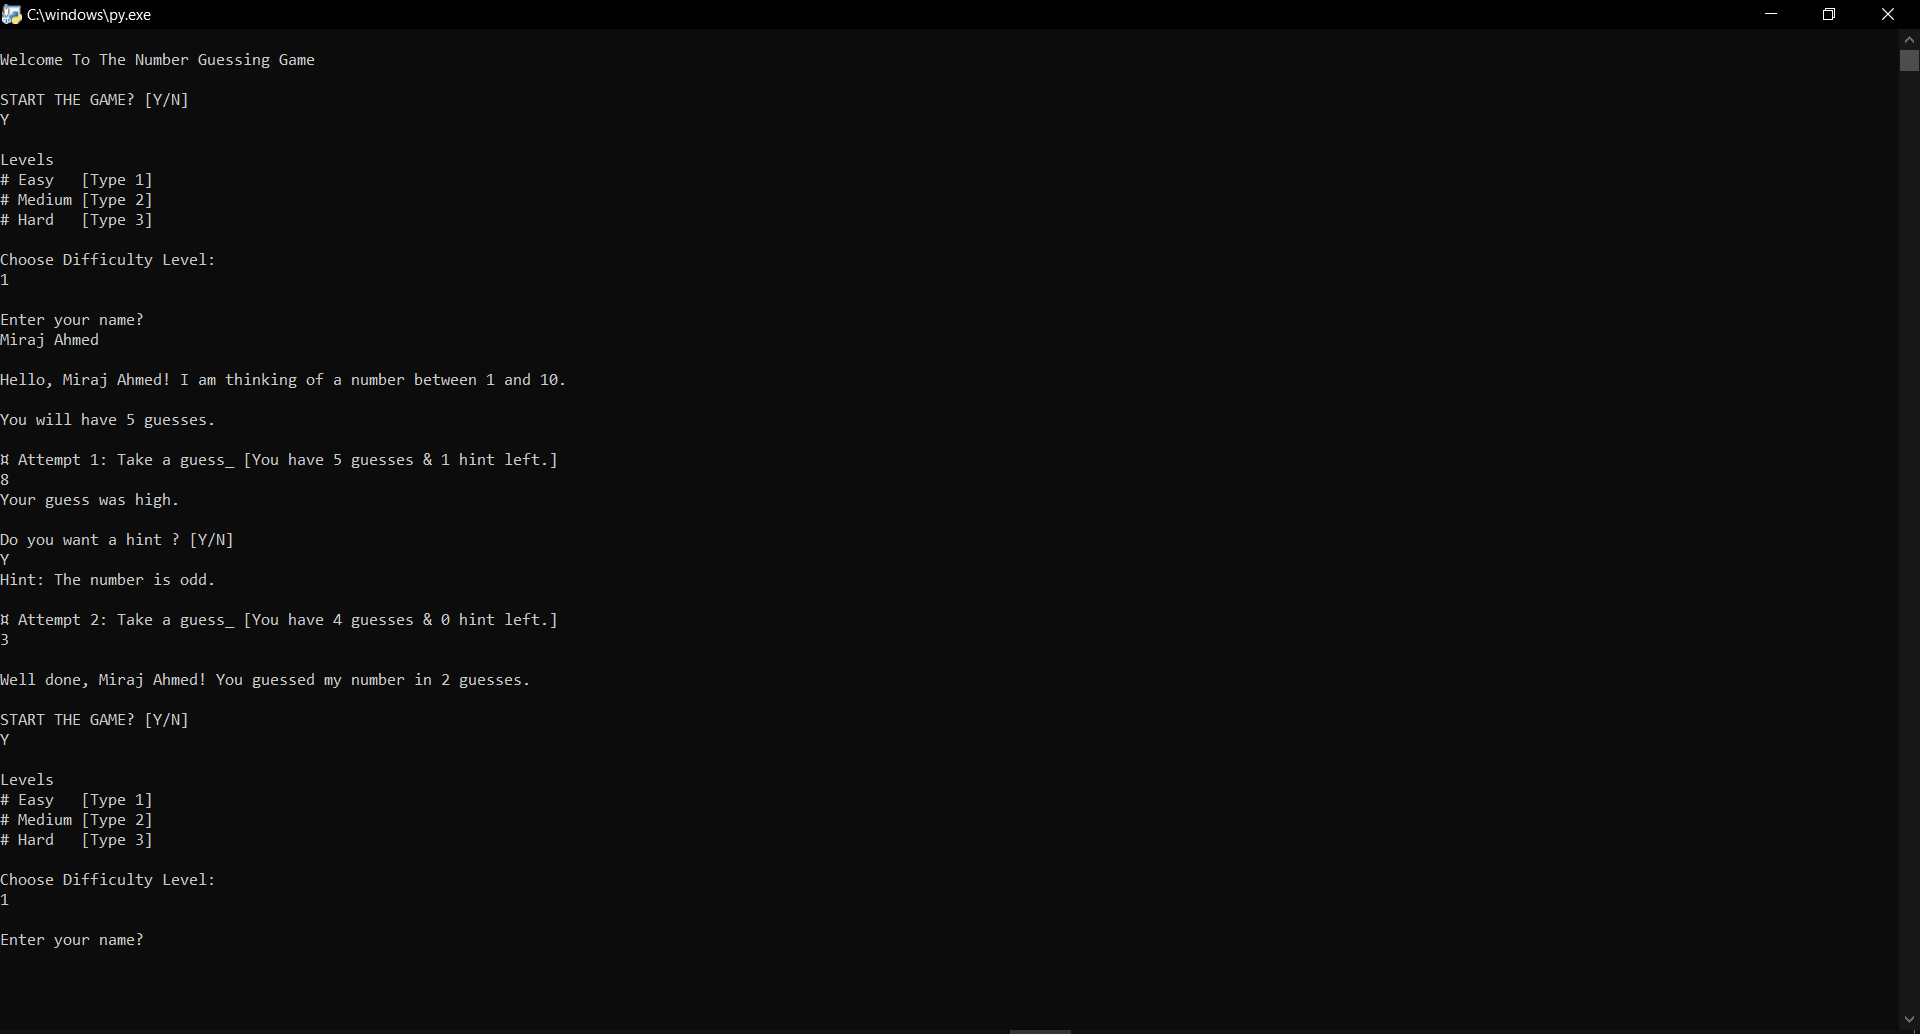 C:\windows\py.exe
Welcome To The Number Guessing Game
START THE GAME? [Y/N]
Y
Levels
# Easy   [Type 1]
# Medium [Type 2]
# Hard   [Type 3]
Choose Difficulty Level:
1
Enter your name?
Miraj Ahmed
Hello, Miraj Ahmed! I am thinking of a number between 1 and 10.
You will have 5 guesses.
¤ Attempt 1: Take a guess_ [You have 5 guesses & 1 hint left.]
8
Your guess was high.
Do you want a hint ? [Y/N]
Y
Hint: The number is odd.
¤ Attempt 2: Take a guess_ [You have 4 guesses & 0 hint left.]
3
Well done, Miraj Ahmed! You guessed my number in 2 guesses.
START THE GAME? [Y/N]
Y
Levels
# Easy   [Type 1]
# Medium [Type 2]
# Hard   [Type 3]
Choose Difficulty Level:
1
Enter your name?